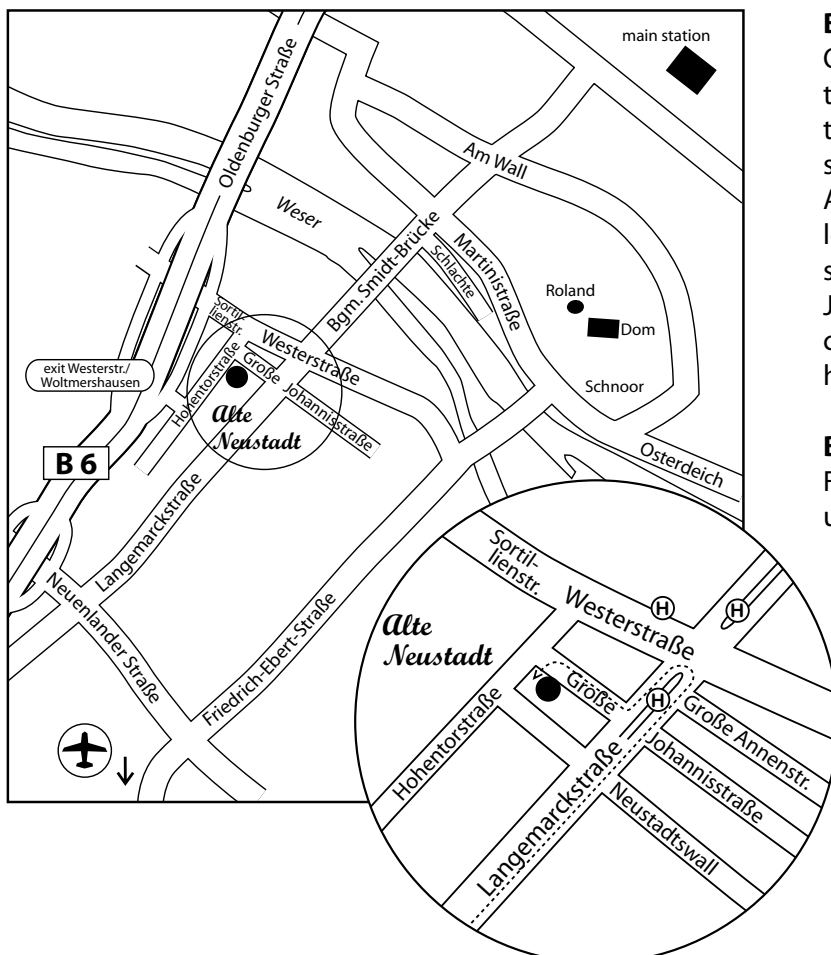 main station
Oldenburger Straße
Am Wall
Weser
Bgm. Smidt-Brücke
Martinistraße
Schlachte
Roland
Dom
Schnoor
Sortil-
lienstr.
Westerstraße
exit Westerstr./
Woltmershausen
Hohentorstraße
Große
Johannisstraße
Alte
Neustadt
B 6
Osterdeich
Langemarckstraße
Neuenlander Straße
Friedrich-Ebert-Straße
Sortil-
lienstr.
Westerstraße
H
H
Alte
Neustadt
Große
H
Hohentorstraße
Große Annenstr.
Johannisstraße
Langemarckstraße
Neustadtswall